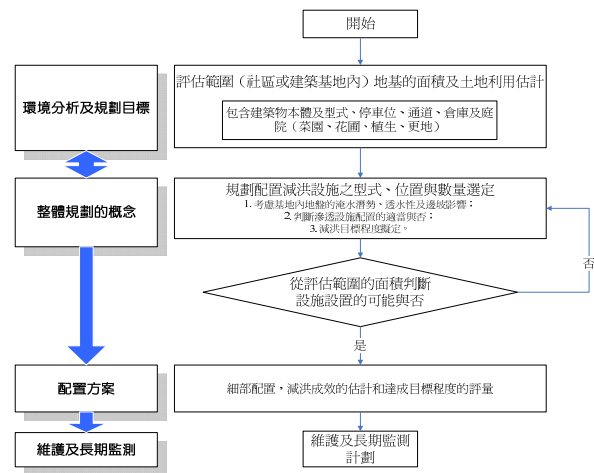 開始
環境分析及規劃目標
評估範圍（社區或建築基地內）地基的面積及土地利用估計
包含建築物本體及型式、停車位、通道、倉庫及庭
院（菜園、花圃、植生、更地）
整體規劃的概念
規劃配置減洪設施之型式、位置與數量選定
1.考慮基地內地盤的淹水潛勢、透水性及邊坡影響；
2.判斷滲透設施配置的適當與否；
3.減洪目標程度擬定。
從評估範圍的面積判斷
設施設置的可能與否
否
是
配置方案
細部配置，減洪成效的估計和達成目標程度的評量
維護及長期監測
維護及長期監測
計劃